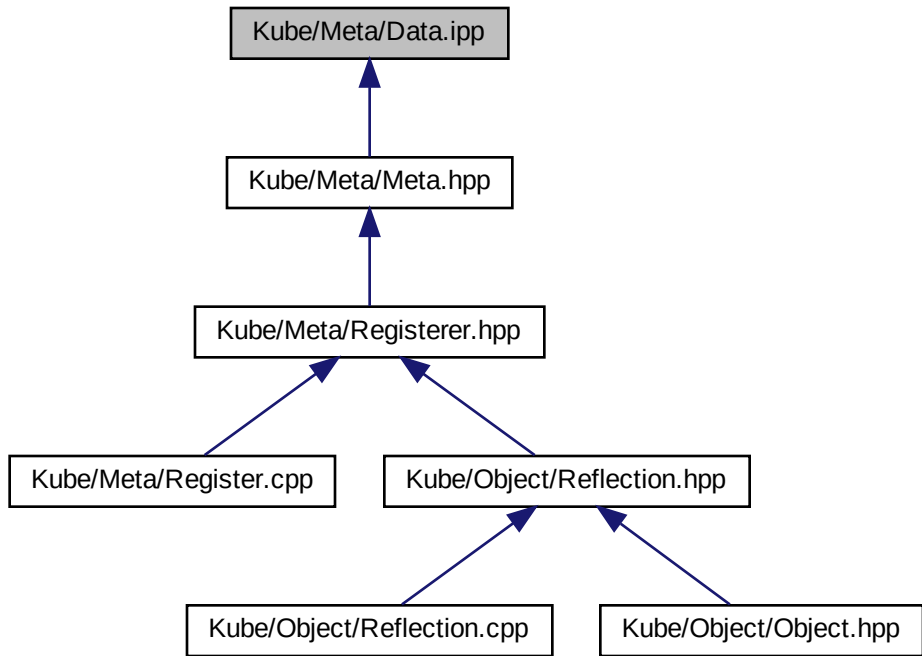 Kube/Meta/Data.ipp
Kube/Meta/Meta.hpp
Kube/Meta/Registerer.hpp
Kube/Meta/Register.cpp
Kube/Object/Reflection.hpp
Kube/Object/Reflection.cpp
Kube/Object/Object.hpp